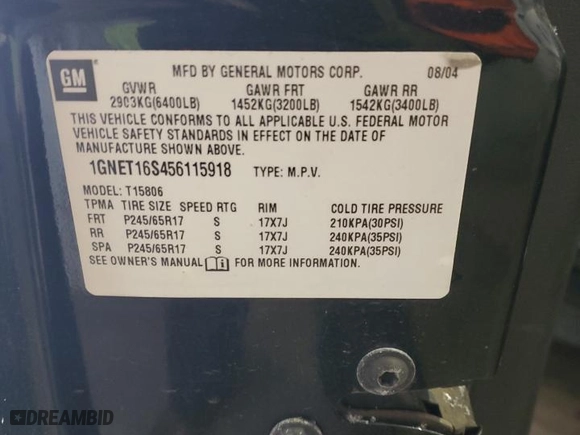 GM
MFD BY GENERAL MOTORS CORP. 08/04
GVWR GAWR FRT GAWR RR
2903KG(6400LB) 1452KG(3200LB) 1542KG(3400LB)
THIS VEHICLE CONFORMS TO ALL APPLICABLE U.S. FEDERAL MOTOR
VEHICLE SAFETY STANDARDS IN EFFECT ON THE DATE OF
MANUFACTURE SHOWN ABOVE.
1GNET16S456115918 TYPE: M.P.V.
MODEL: T15806
TPMA TIRE SIZE SPEED RTG RIM COLD TIRE PRESSURE
FRT P245/65R17 S 17X7J 210KPA(30PSI)
RR P245/65R17 S 17X7J 240KPA(35PSI)
SPA P245/65R17 S 17X7J 240KPA(35PSI)
SEE OWNER'S MANUAL FOR MORE INFORMATION.
DREAMBID